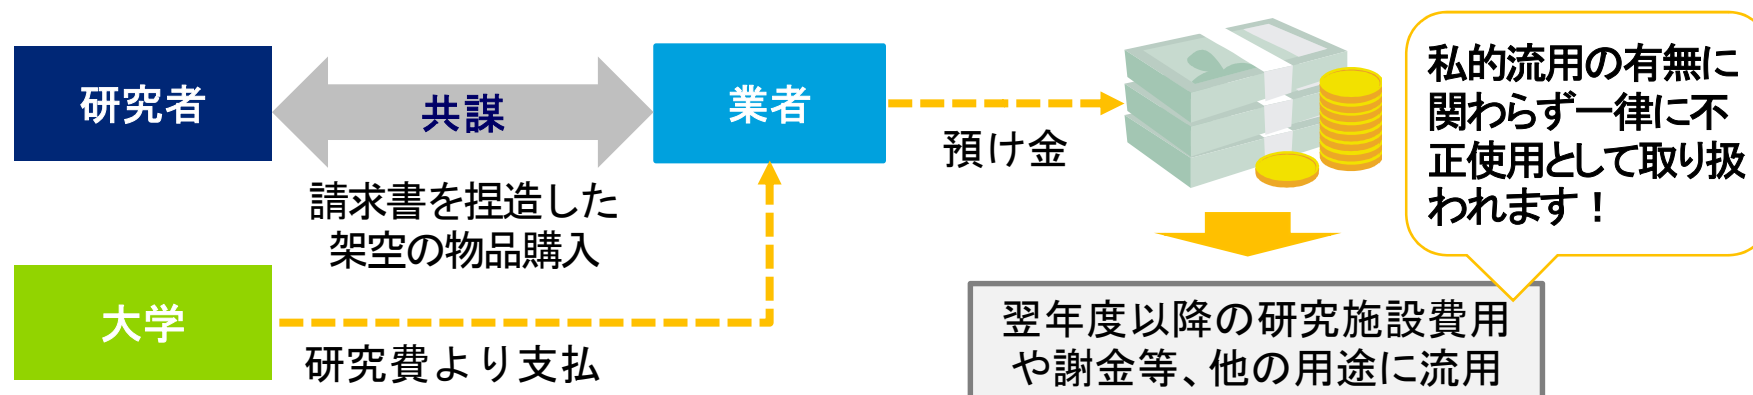 研究者
共謀
業者
請求書を捏造した
架空の物品購入
大学
研究費より支払
預け金
私的流用の有無に
関わらず一律に不
正使用として取り扱
われます！
翌年度以降の研究施設費用
や謝金等、他の用途に流用